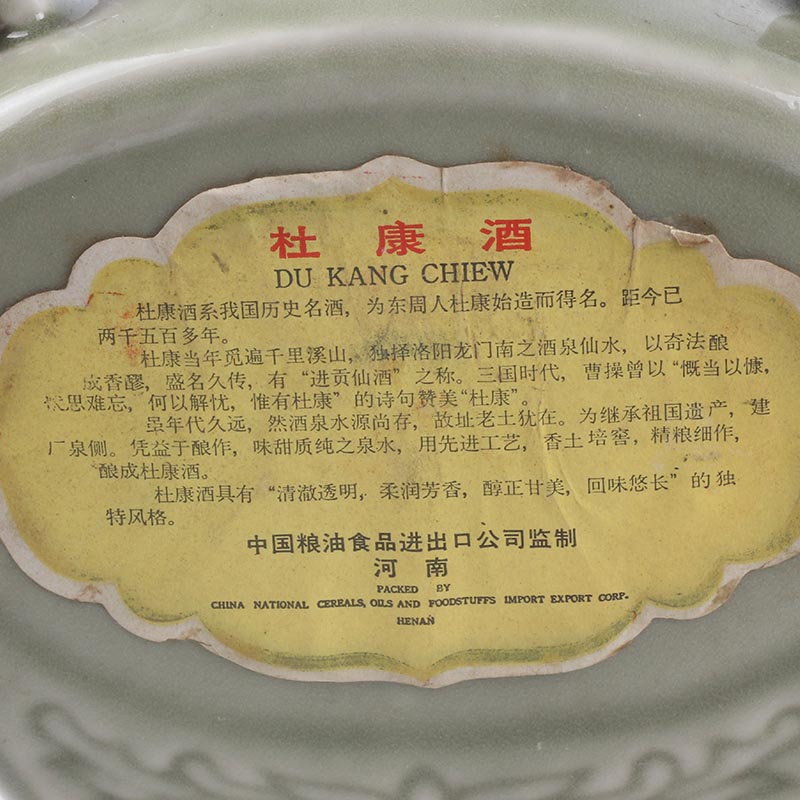 杜康酒
DU KANG CHIEW
杜康酒系我国历史名酒，为东周人杜康始造而得名。距今已
两千五百多年。
杜康当年觅遍千里溪山，独择洛阳龙门南之酒泉仙水，以奇法酿
成香醪，盛名久传，有“进贡仙酒”之称。三国时代，曹操曾以“慨当以慷，
忧思难忘，何以解忧，惟有杜康”的诗句赞美“杜康”。
虽年代久远，然酒泉水源尚存，故址老土犹在。为继承祖国遗产，建
厂泉侧。凭益于酿作，味甜质纯之泉水，用先进工艺，香土培窖，精粮细作，
酿成杜康酒。
杜康酒具有“清澈透明，柔润芳香，醇正甘美，回味悠长”的独
特风格。
中国粮油食品进出口公司监制
河南
PACKED BY
CHINA NATIONAL CEREALS, OILS AND FOODSTUFFS IMPORT EXPORT CORP.
HENAN